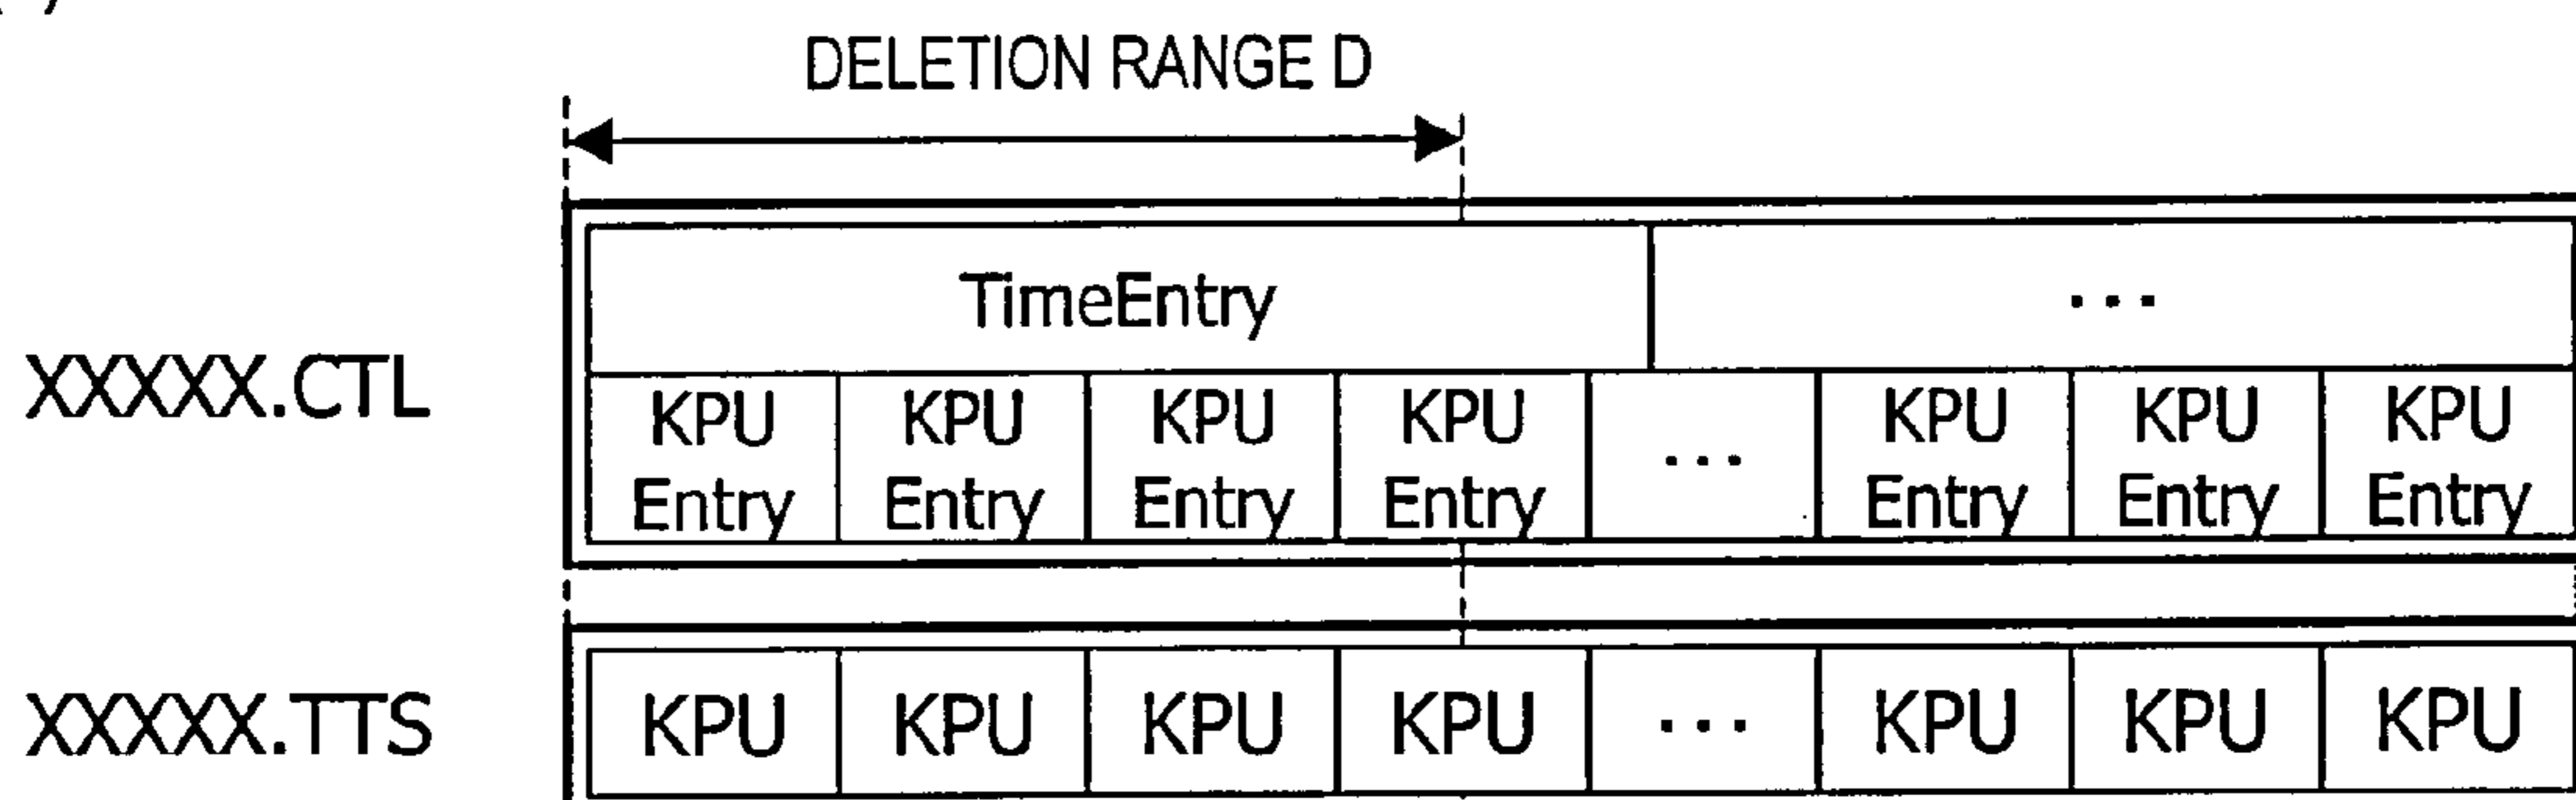 DELETION RANGE D
TimeEntry ...
XXXXX.CTL
KPU KPU KPU KPU ... KPU KPU KPU
Entry Entry Entry Entry Entry Entry Entry
XXXXX.TTS
KPU KPU KPU KPU ... KPU KPU KPU